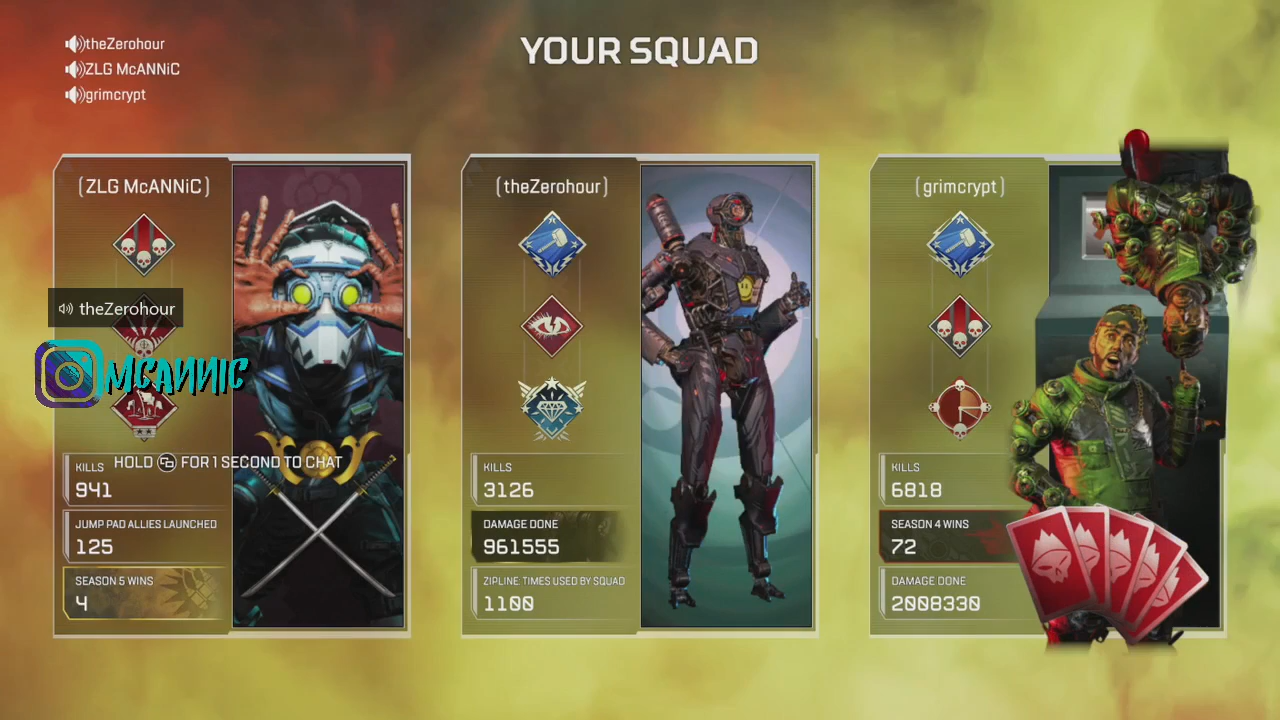 theZerohour
ZLG McANNiC
grimcrypt
YOUR SQUAD
[ZLG McANNiC]
theZerohour
MCANNIC
HOLD FOR 1 SECOND TO CHAT
KILLS
941
JUMP PAD ALLIES LAUNCHED
125
SEASON 5 WINS
4
[theZerohour]
KILLS
3126
DAMAGE DONE
961555
ZIPLINE: TIMES USED BY SQUAD
1100
[grimcrypt]
KILLS
6818
SEASON 4 WINS
72
DAMAGE DONE
2008330